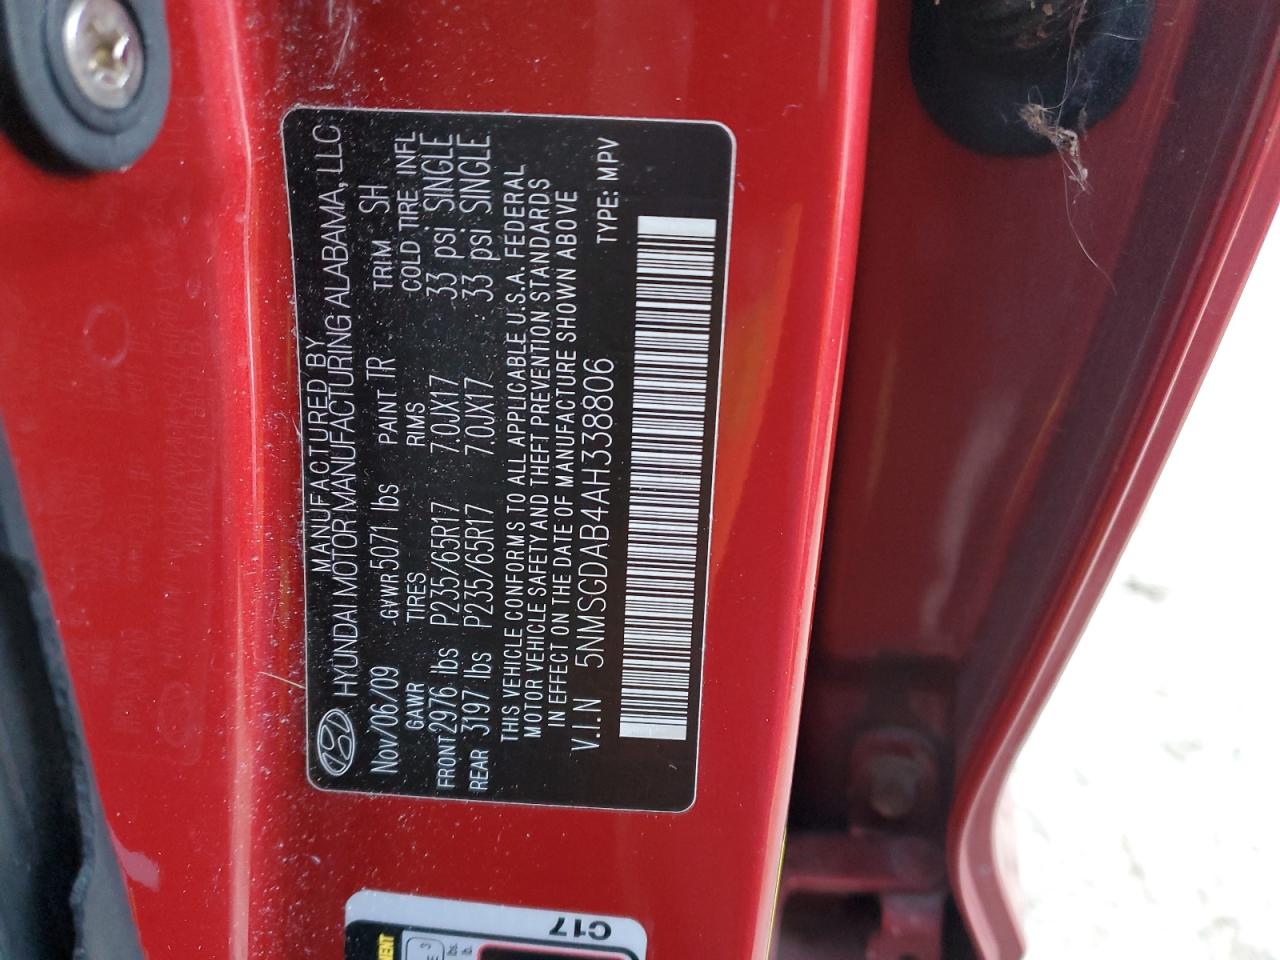 MANUFACTURED BY
HYUNDAI MOTOR MANUFACTURING ALABAMA, LLC
Nov/06/09 GVWR 5071 lbs PAINT TR TRIM SH
GAWR TIRES RIMS COLD TIRE INFL
FRONT 2976 lbs P235/65R17 7.0JX17 33 psi SINGLE
REAR 3197 lbs P235/65R17 7.0JX17 33 psi SINGLE
THIS VEHICLE CONFORMS TO ALL APPLICABLE U.S.A. FEDERAL
MOTOR VEHICLE SAFETY AND THEFT PREVENTION STANDARDS
IN EFFECT ON THE DATE OF MANUFACTURE SHOWN ABOVE
V.I.N 5NMSGDAB4AH338806 TYPE: MPV
C17